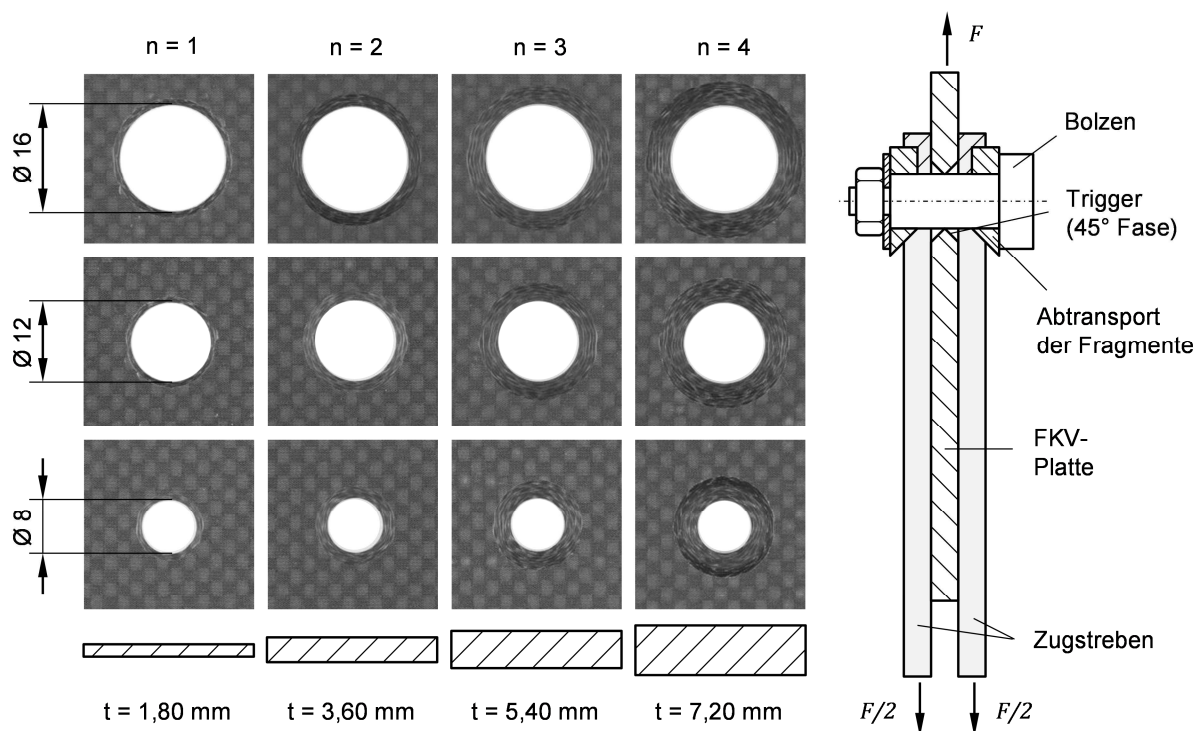 n = 1
n = 2
n = 3
n = 4
Ø 16
Ø 12
Ø 8
t = 1,80 mm
t = 3,60 mm
t = 5,40 mm
t = 7,20 mm
F
Bolzen
Trigger
(45° Fase)
Abtransport
der Fragmente
FKV-
Platte
Zugstreben
F/2
F/2